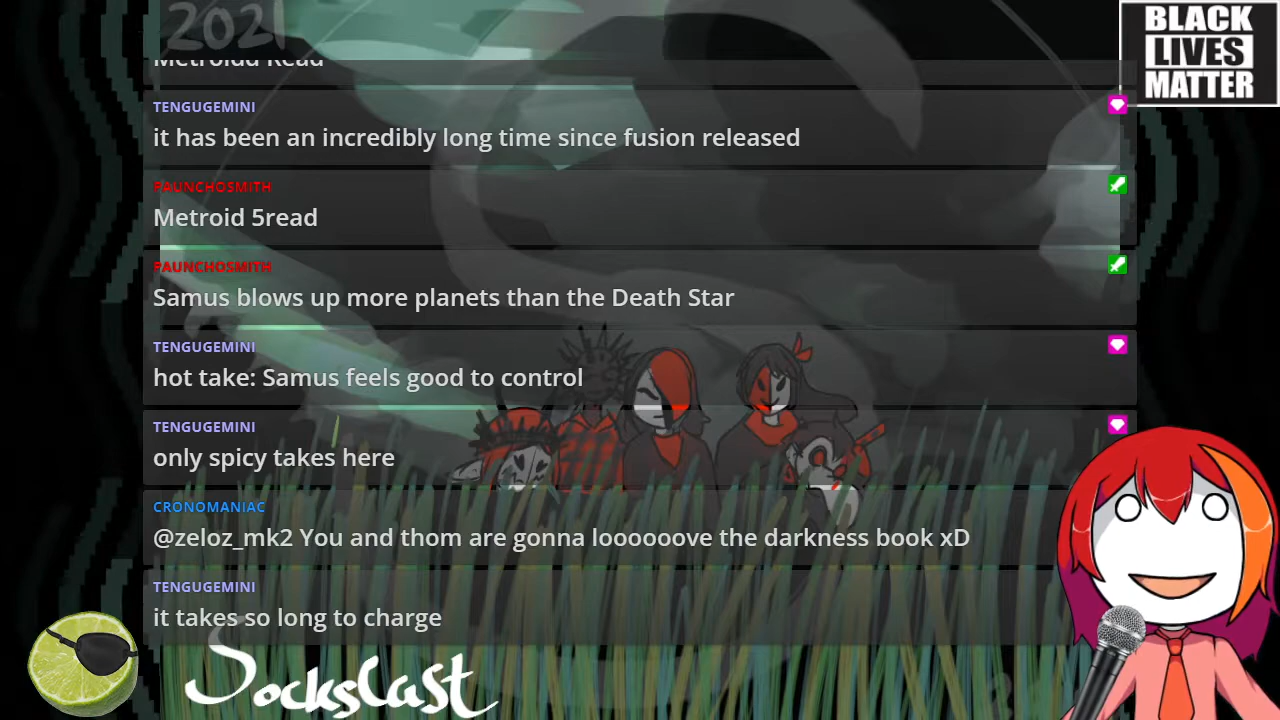 2021
Metroidd Read
BLACK
LIVES
MATTER
TENGUGEMINI
it has been an incredibly long time since fusion released
PAUNCHOSMITH
Metroid 5read
PAUNCHOSMITH
Samus blows up more planets than the Death Star
TENGUGEMINI
hot take: Samus feels good to control
TENGUGEMINI
only spicy takes here
CRONOMANIAC
@zeloz_mk2 You and thom are gonna loooooove the darkness book xD
TENGUGEMINI
it takes so long to charge
SocksCast